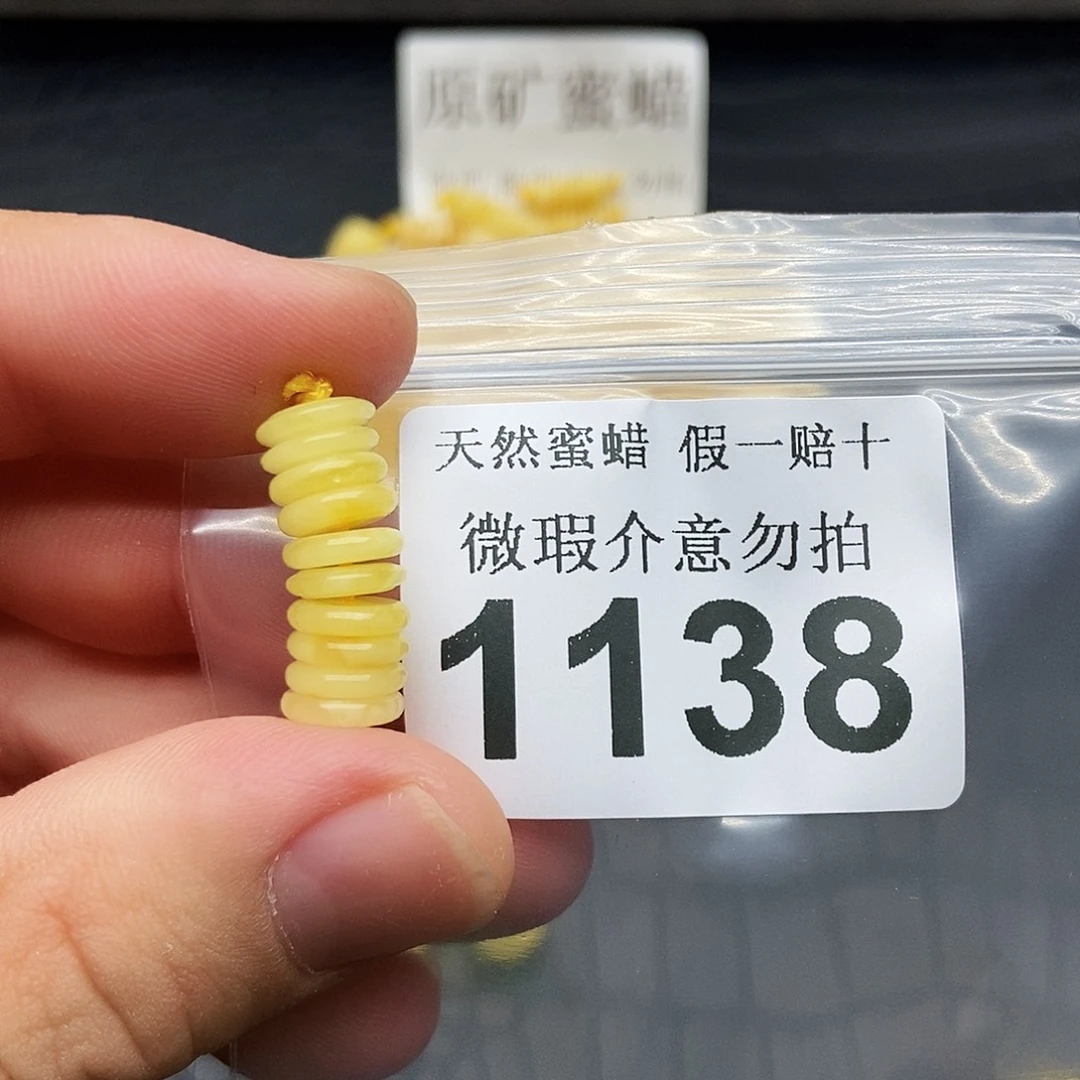 原矿蜜蜡
天然蜜蜡 假一赔十
微瑕介意勿拍
1138